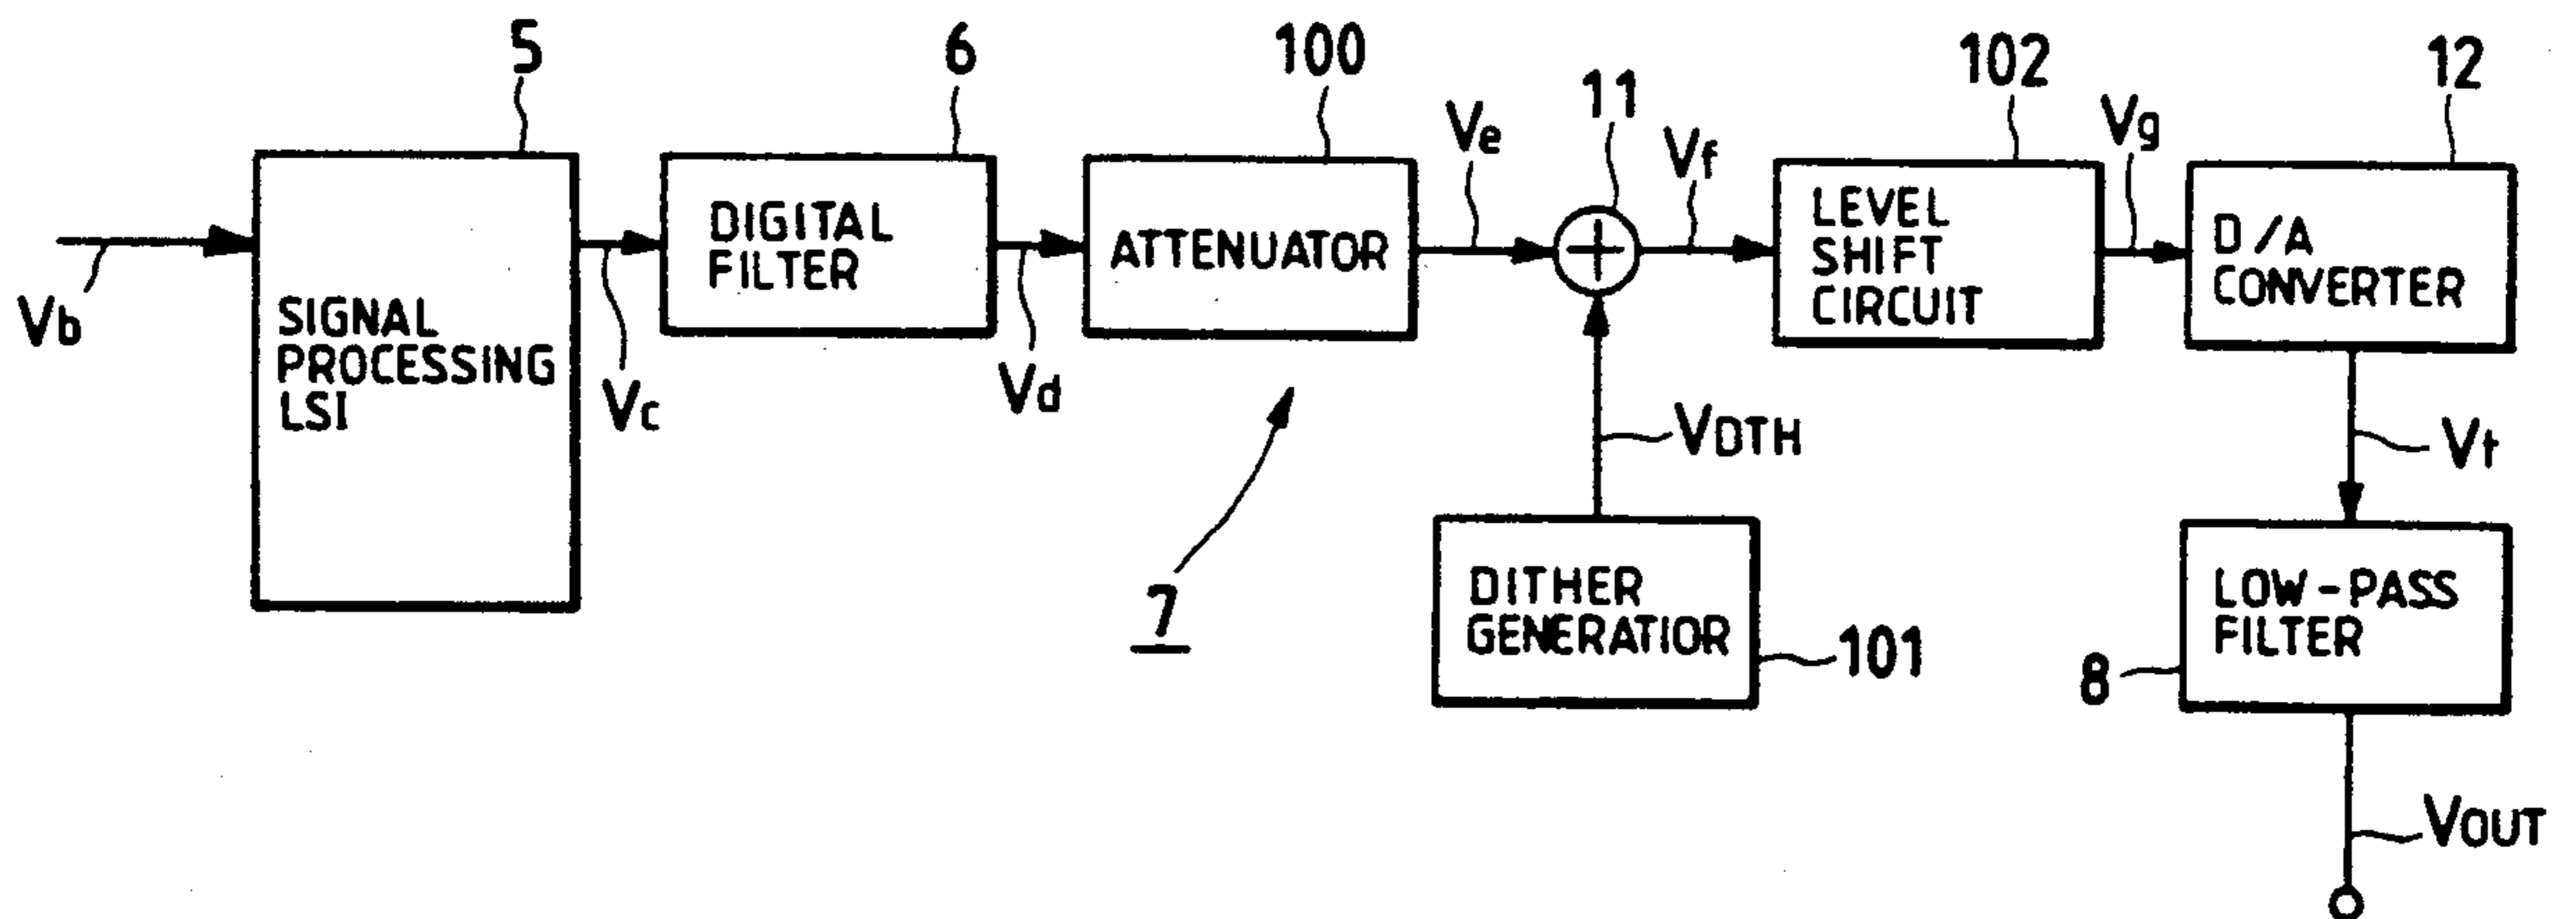 5
6
100
11
102
12
Vb
Vc
Vd
Ve
Vf
Vg
SIGNAL
PROCESSING
LSI
DIGITAL
FILTER
ATTENUATOR
LEVEL
SHIFT
CIRCUIT
D/A
CONVERTER
VDTH
Vt
7
DITHER
GENERATIOR
101
LOW-PASS
FILTER
8
VOUT